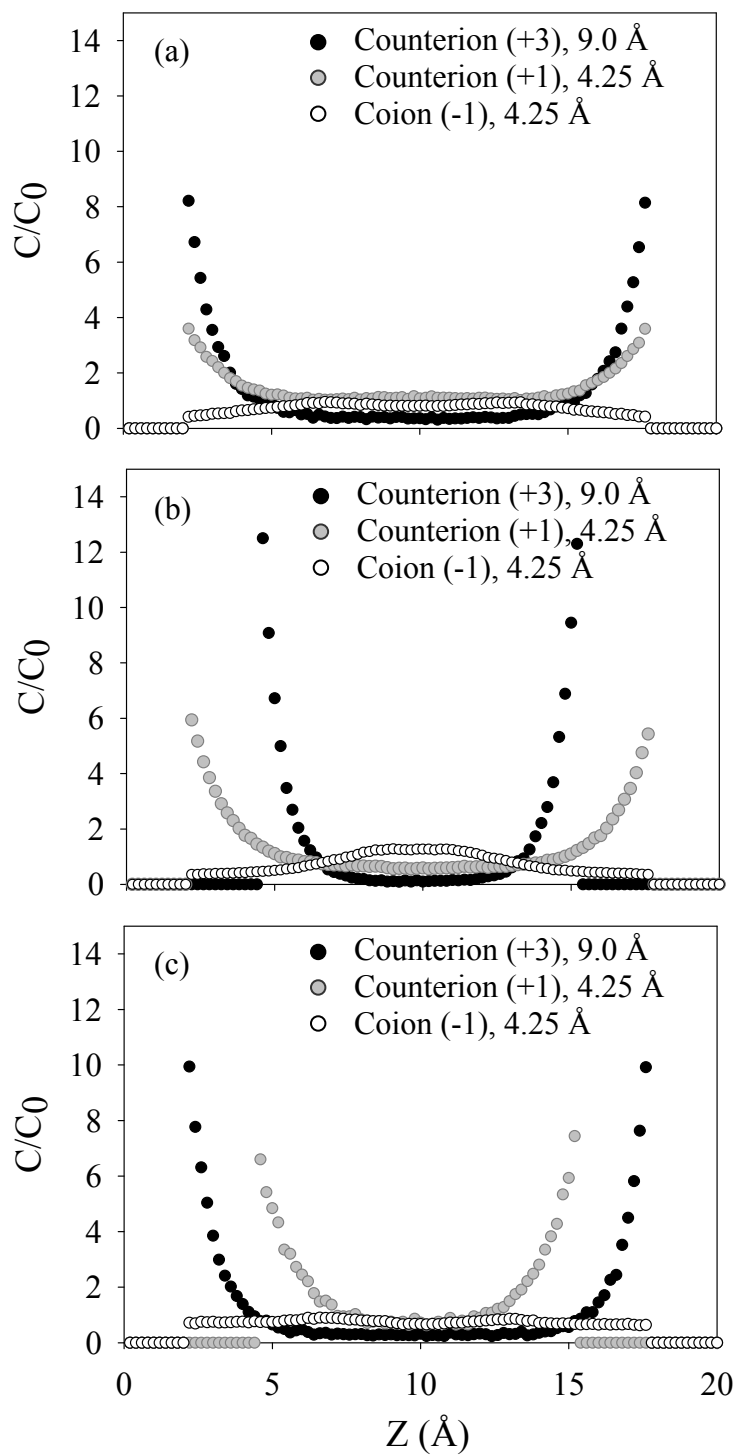 14
12
10
8
6
4
2
0
C/C0
(a)
Counterion (+3), 9.0 Å
Counterion (+1), 4.25 Å
Coion (-1), 4.25 Å
14
12
10
8
6
4
2
0
C/C0
(b)
Counterion (+3), 9.0 Å
Counterion (+1), 4.25 Å
Coion (-1), 4.25 Å
14
12
10
8
6
4
2
0
C/C0
(c)
Counterion (+3), 9.0 Å
Counterion (+1), 4.25 Å
Coion (-1), 4.25 Å
0 5 10 15 20
Z (Å)